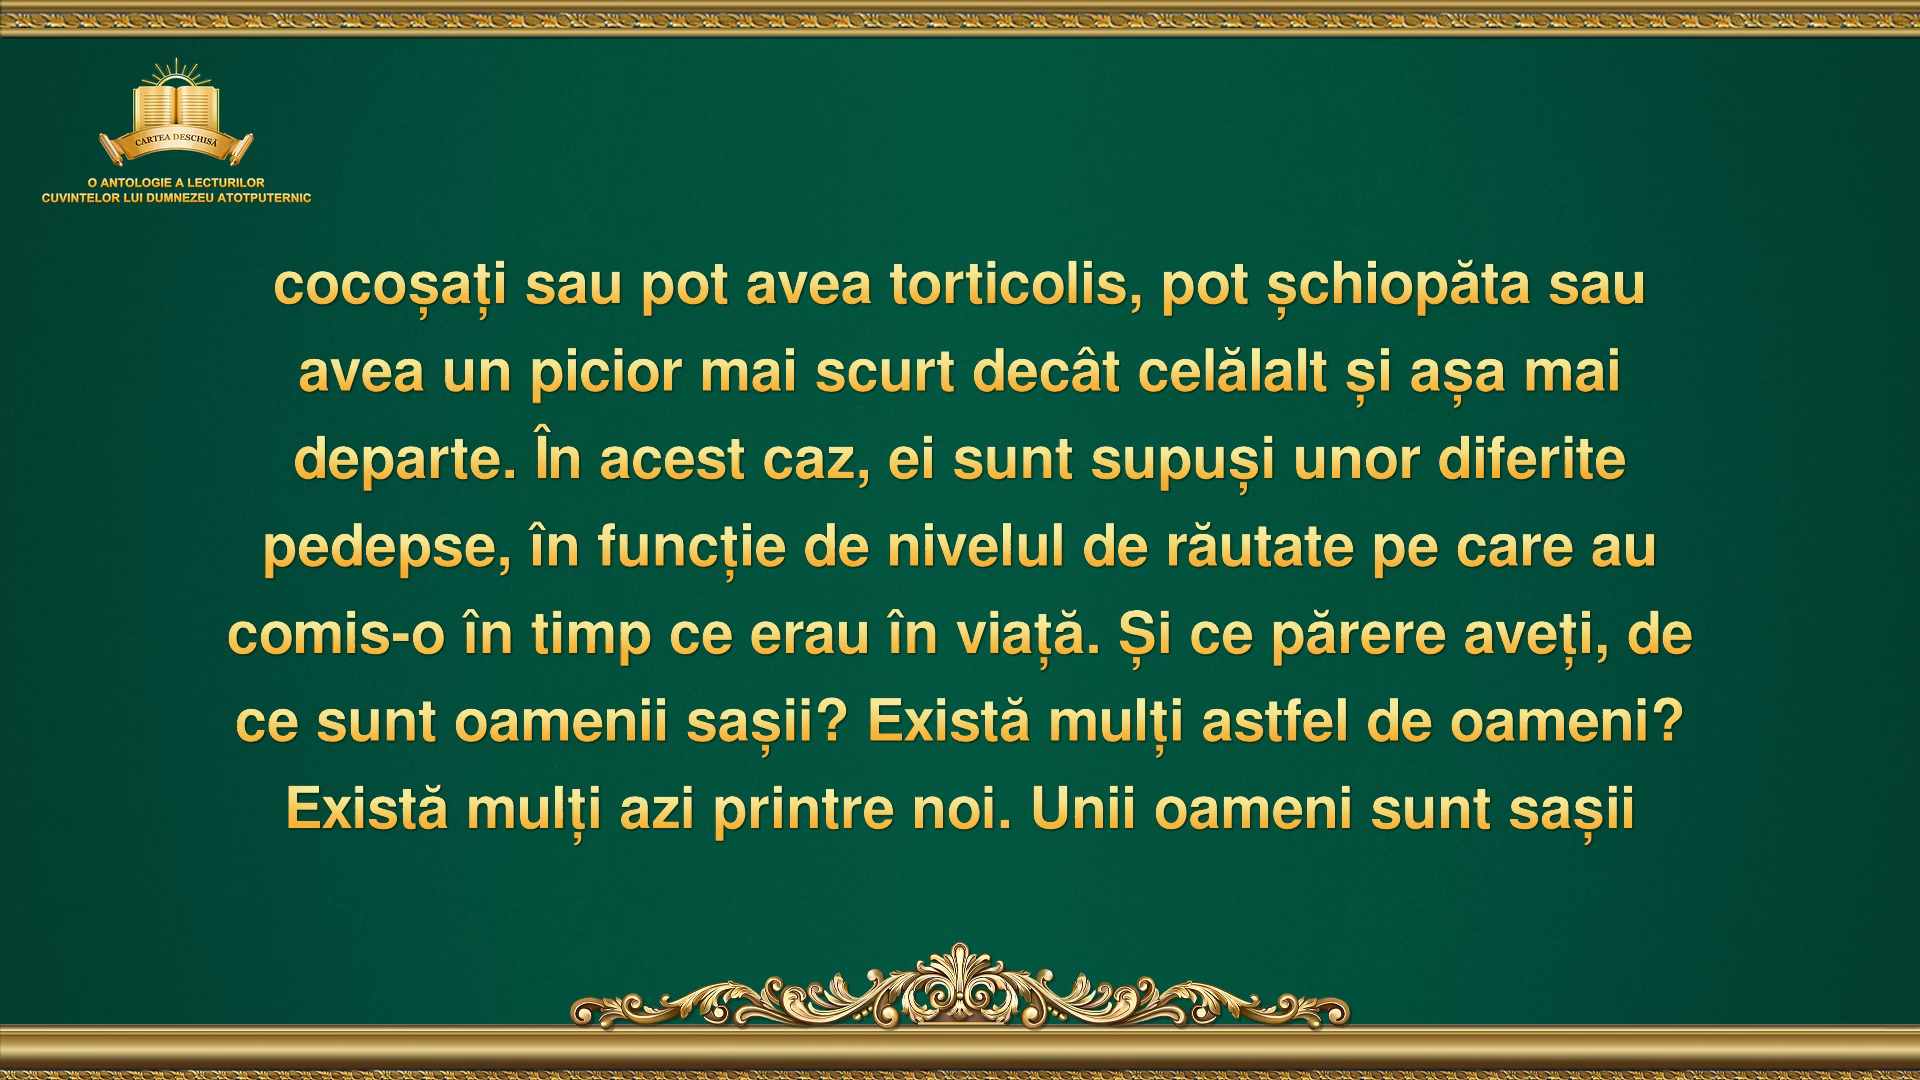 CARTEA DESCHISĂ
O ANTOLOGIE A LECTURILOR
CUVINTELOR LUI DUMNEZEU ATOTPUTERNIC
cocoșați sau pot avea torticolis, pot șchiopăta sau
avea un picior mai scurt decât celălalt și așa mai
departe. În acest caz, ei sunt supuși unor diferite
pedepse, în funcție de nivelul de răutate pe care au
comis-o în timp ce erau în viață. Și ce părere aveți, de
ce sunt oamenii sașii? Există mulți astfel de oameni?
Există mulți azi printre noi. Unii oameni sunt sașii